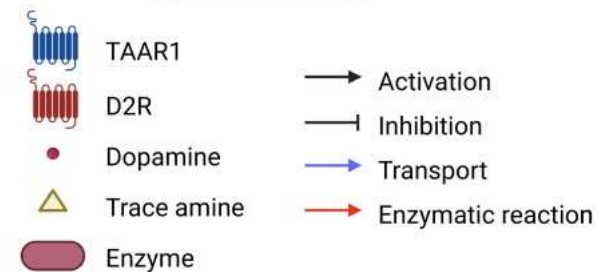 TAAR1
D2R
Dopamine
Trace amine
Enzyme
Activation
Inhibition
Transport
Enzymatic reaction